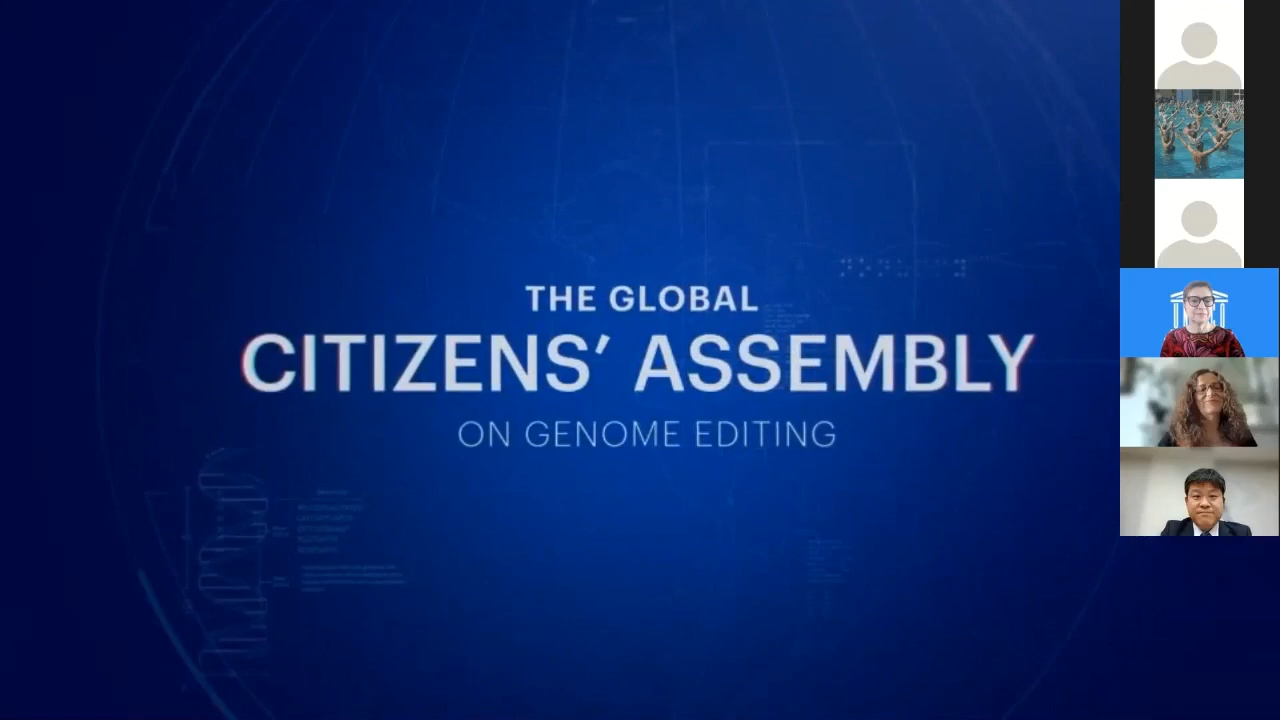 THE GLOBAL
CITIZENS’ ASSEMBLY
ON GENOME EDITING